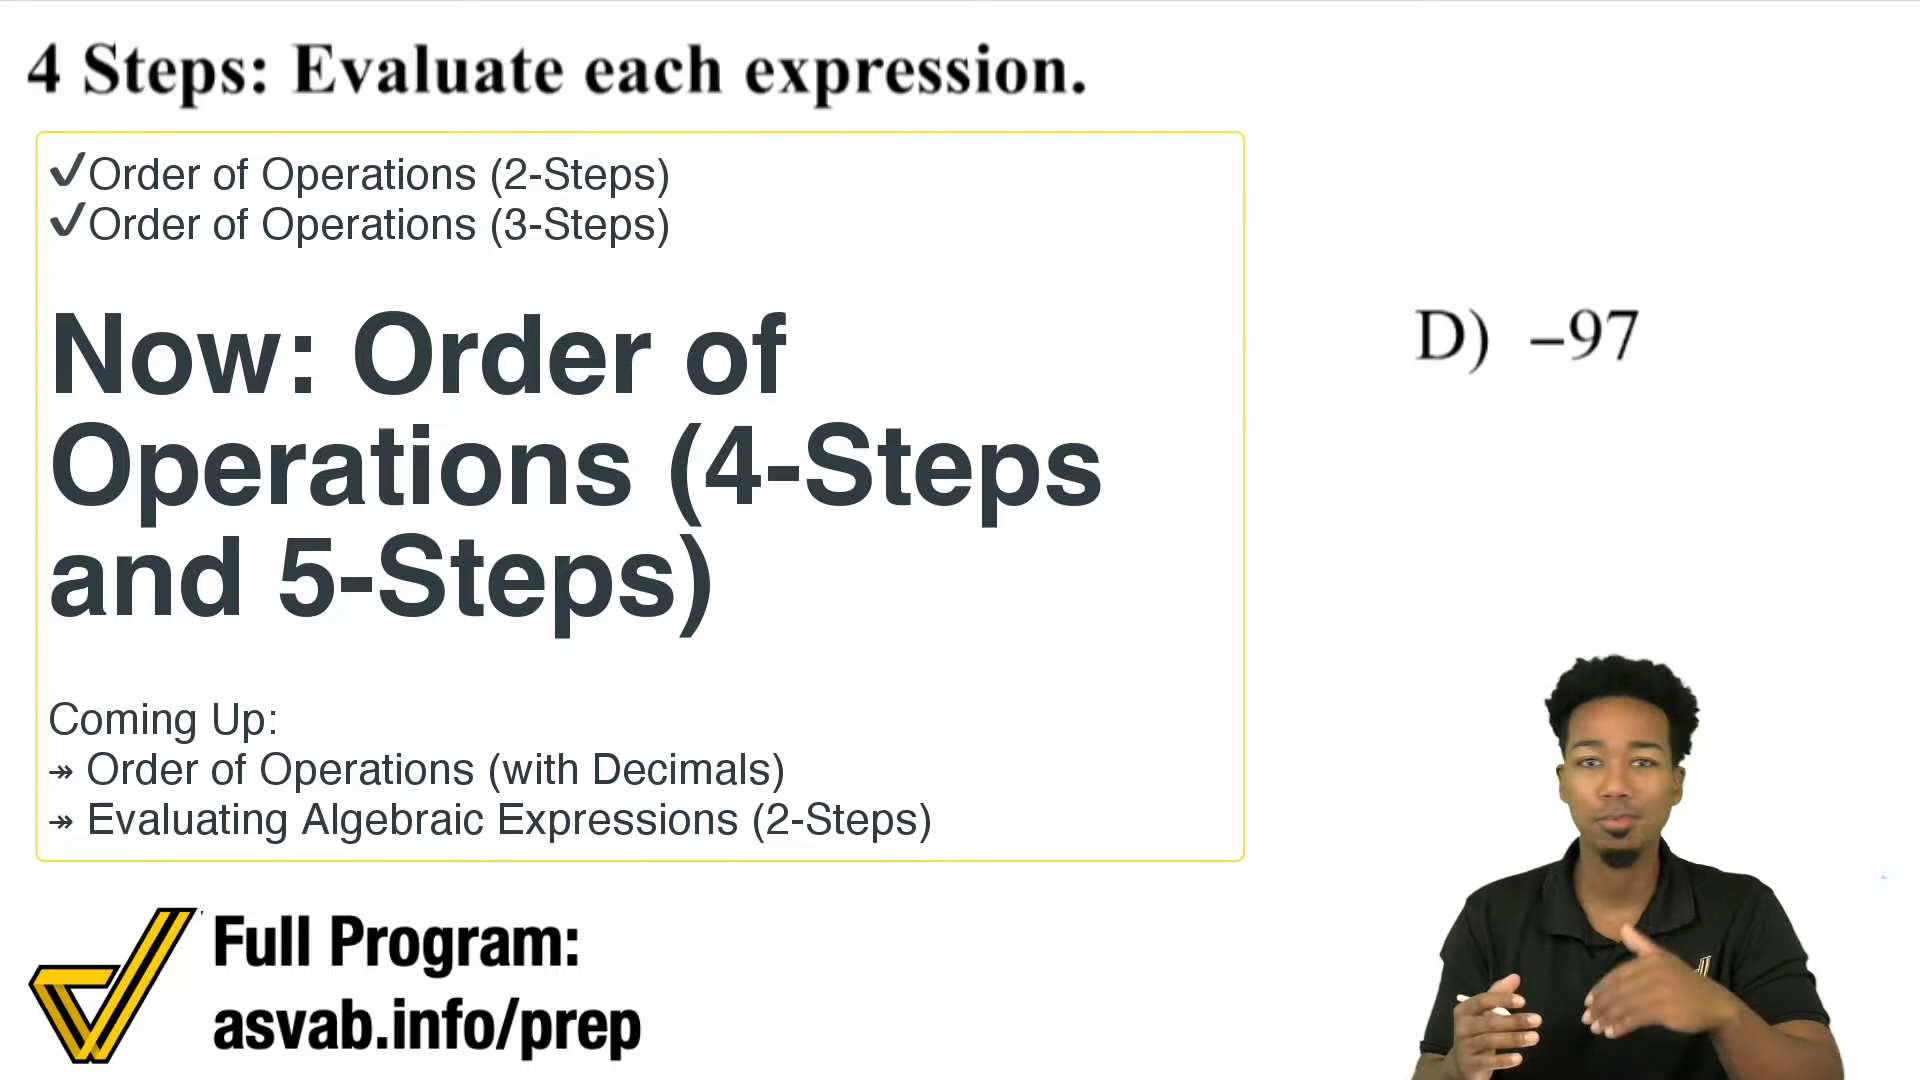 4 Steps: Evaluate each expression.
✓Order of Operations (2-Steps)
✓Order of Operations (3-Steps)
Now: Order of
Operations (4-Steps
and 5-Steps)
D) –97
Coming Up:
↠ Order of Operations (with Decimals)
↠ Evaluating Algebraic Expressions (2-Steps)
Full Program:
asvab.info/prep